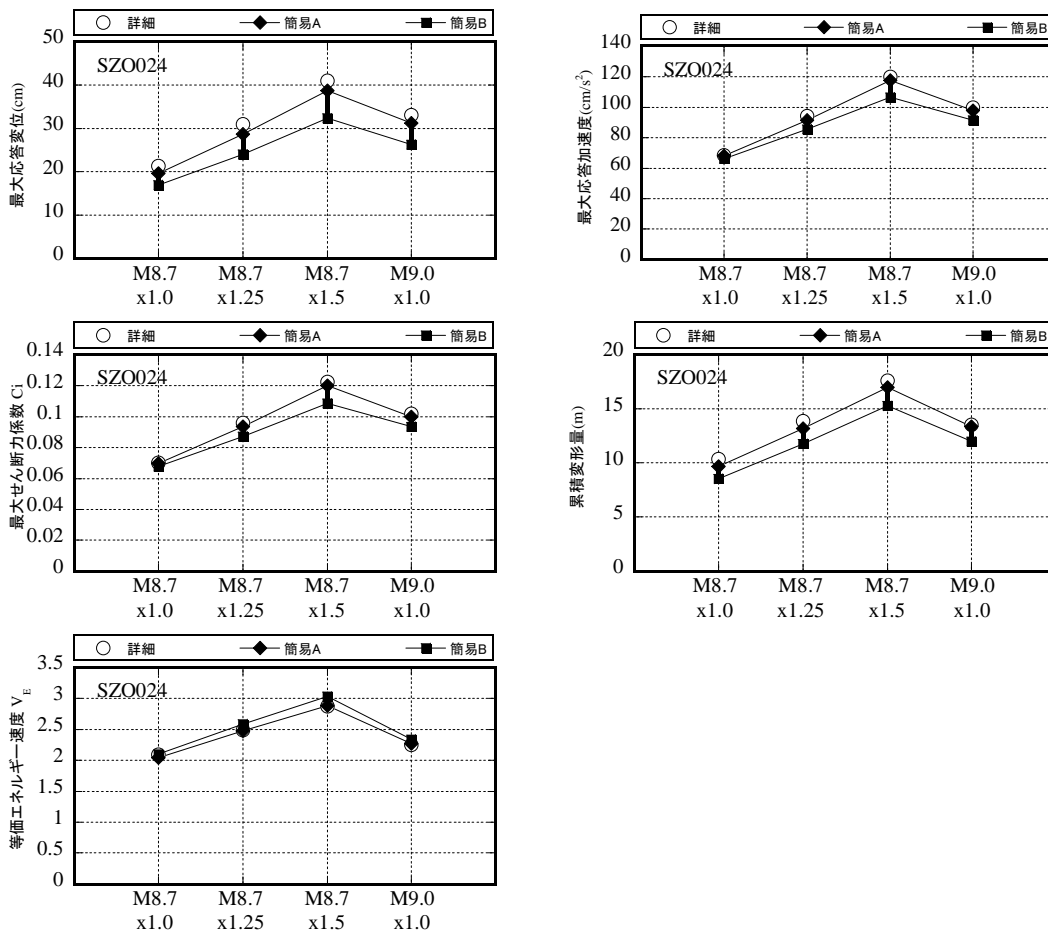 詳細 簡易A 簡易B
最大応答変位(cm)
SZO024
50
40
30
20
10
0
M8.7 M8.7 M8.7 M9.0
x1.0 x1.25 x1.5 x1.0
詳細 簡易A 簡易B
最大応答加速度(cm/s²)
SZO024
140
120
100
80
60
40
20
0
M8.7 M8.7 M8.7 M9.0
x1.0 x1.25 x1.5 x1.0
詳細 簡易A 簡易B
最大せん断力係数 Ci
SZO024
0.14
0.12
0.1
0.08
0.06
0.04
0.02
0
M8.7 M8.7 M8.7 M9.0
x1.0 x1.25 x1.5 x1.0
詳細 簡易A 簡易B
累積変形量(m)
SZO024
20
15
10
5
0
M8.7 M8.7 M8.7 M9.0
x1.0 x1.25 x1.5 x1.0
詳細 簡易A 簡易B
等価エネルギー速度 V_E
SZO024
3.5
3
2.5
2
1.5
1
0.5
0
M8.7 M8.7 M8.7 M9.0
x1.0 x1.25 x1.5 x1.0